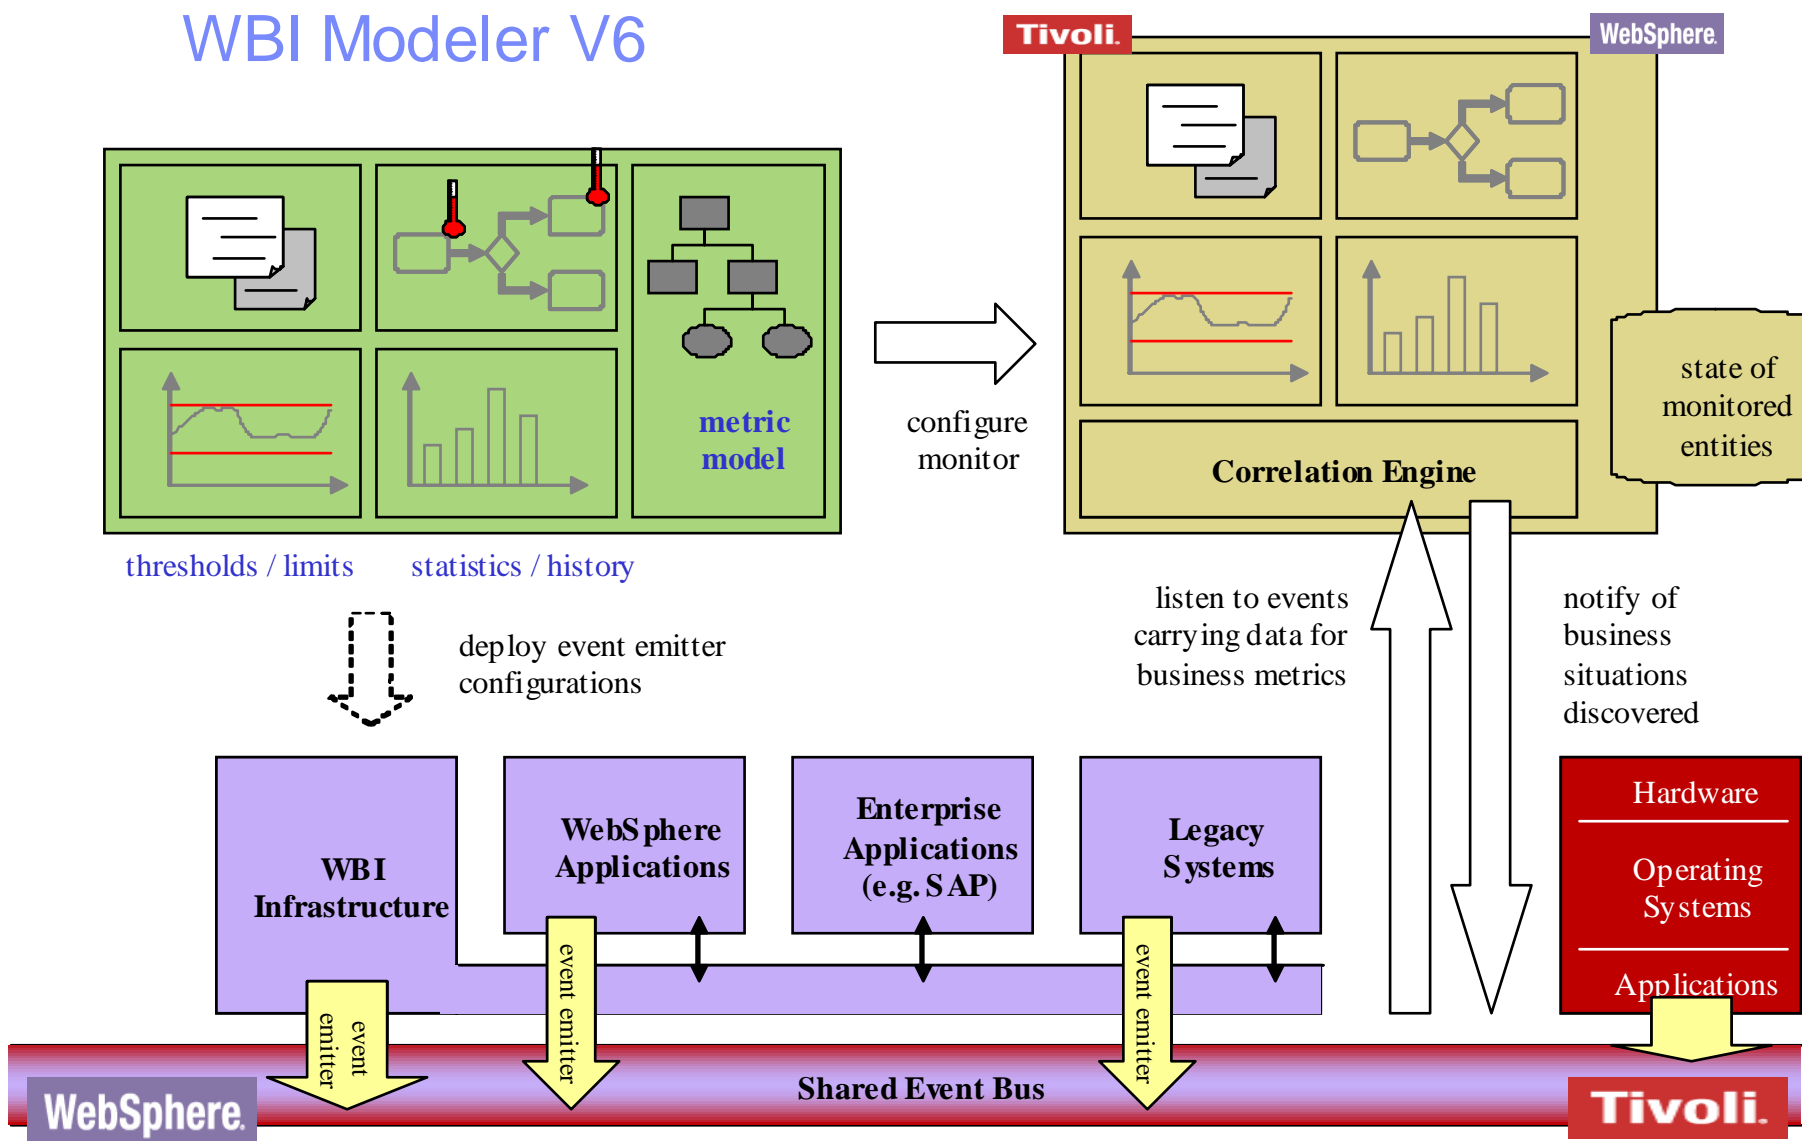 WBI Modeler V6
Tivoli.
WebSphere.
metric
model
thresholds / limits
statistics / history
configure
monitor
Correlation Engine
state of
monitored
entities
deploy event emitter
configurations
listen to events
carrying data for
business metrics
notify of
business
situations
discovered
WBI
Infrastructure
WebSphere
Applications
Enterprise
Applications
(e.g. SAP)
Legacy
Systems
Hardware
Operating
Systems
Applications
event
emitter
event emitter
event emitter
Shared Event Bus
WebSphere.
Tivoli.